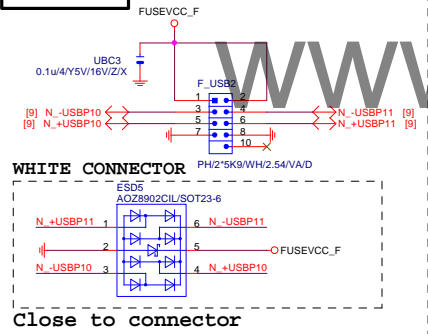 FUSEVCC_F
UBC3
0.1u/4/Y5V/16V/Z/X
F_USB2
1 2
[9] N_-USBP10 3 4 N_-USBP11 [9]
[9] N_+USBP10 5 6 N_+USBP11 [9]
7 8
10
WHITE CONNECTOR PH/2*5K9/WH/2.54/VA/D
ESD5
AOZ8902CIL/SOT23-6
N_+USBP11 1 6 N_-USBP11
2 5 FUSEVCC_F
N_-USBP10 3 4 N_+USBP10
Close to connector
www